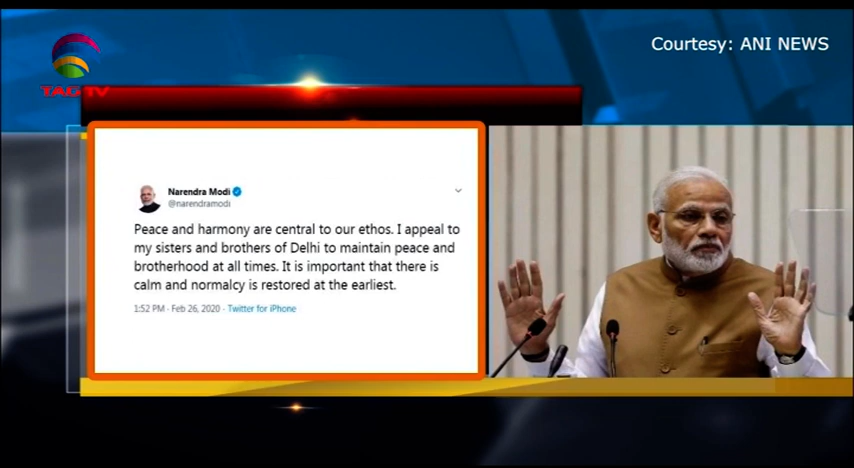 Courtesy: ANI NEWS
TAG TV
Narendra Modi
@narendramodi
Peace and harmony are central to our ethos. I appeal to
my sisters and brothers of Delhi to maintain peace and
brotherhood at all times. It is important that there is
calm and normalcy is restored at the earliest.
1:52 PM · Feb 26, 2020 · Twitter for iPhone